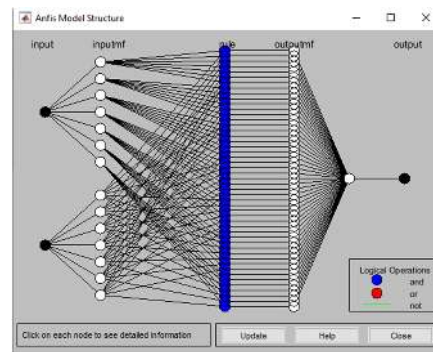 Anfis Model Structure
input
inputmf
rule
outputmf
output
Logical Operations
and
or
not
Click on each node to see detailed information
Update
Help
Close